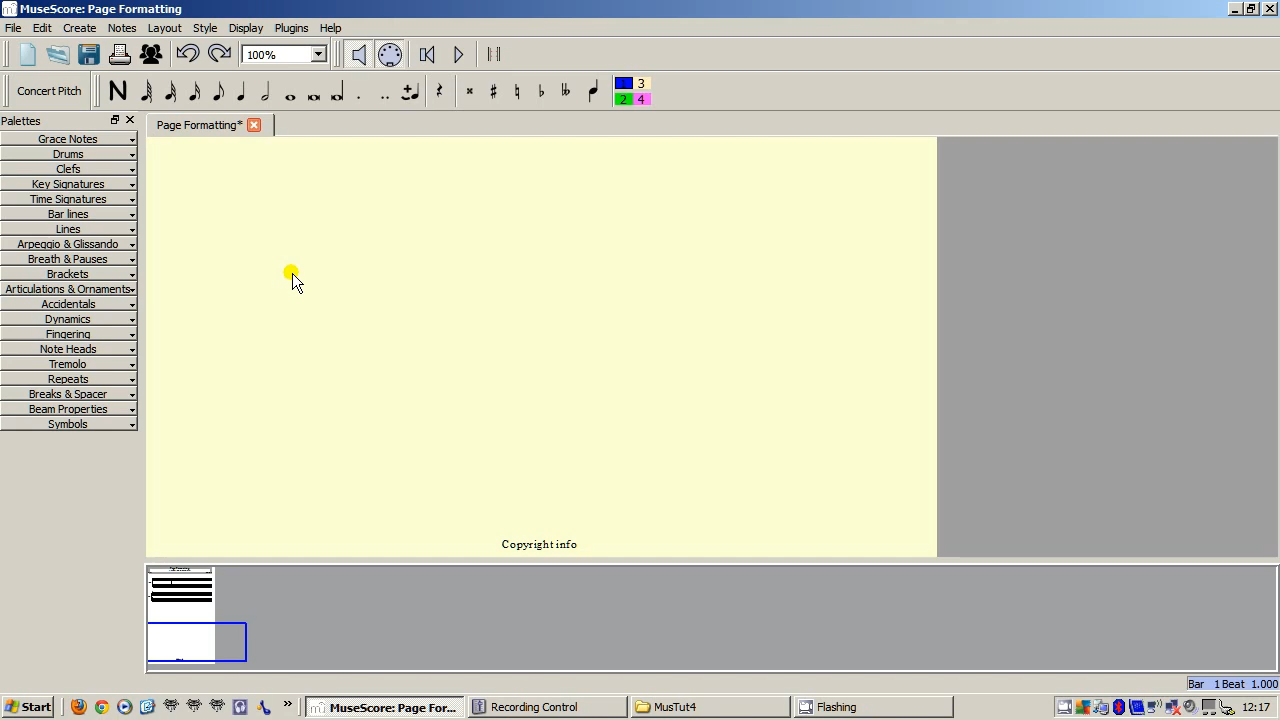 MuseScore: Page Formatting
File Edit Create Notes Layout Style Display Plugins Help
100%
Concert Pitch
N
1 3
2 4
Palettes
Page Formatting*
Grace Notes
Drums
Clefs
Key Signatures
Time Signatures
Bar lines
Lines
Arpeggio & Glissando
Breath & Pauses
Brackets
Articulations & Ornaments
Accidentals
Dynamics
Fingering
Note Heads
Tremolo
Repeats
Breaks & Spacer
Beam Properties
Symbols
Copyright info
Bar 1 Beat 1.000
Start
MuseScore: Page For...
Recording Control
MusTut4
Flashing
12:17